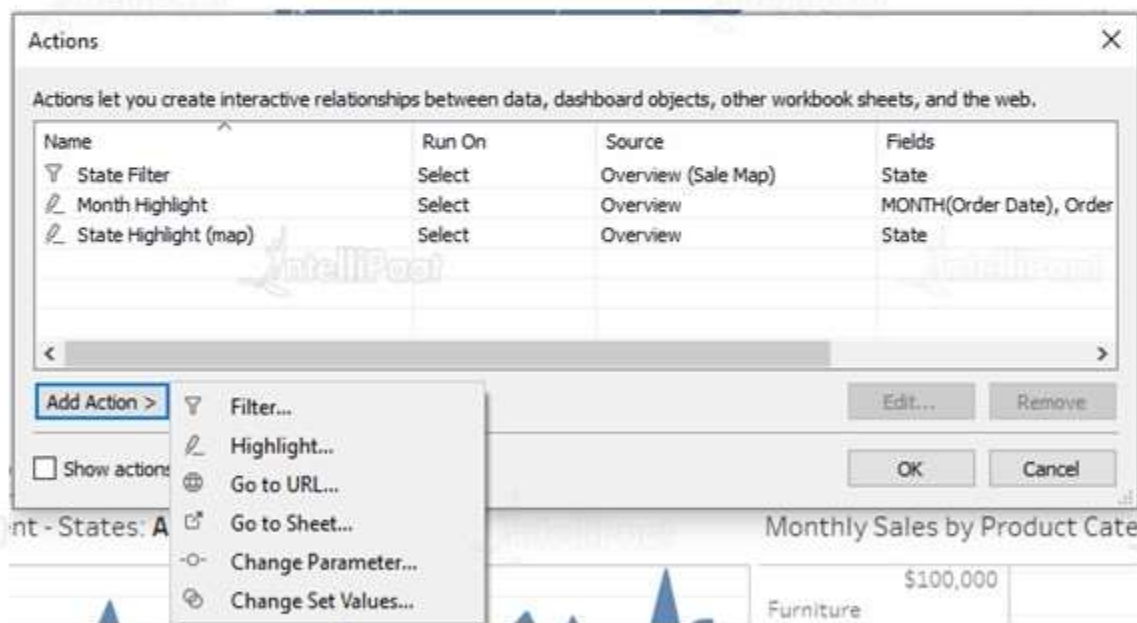 Actions
Actions let you create interactive relationships between data, dashboard objects, other workbook sheets, and the web.
Name Run On Source Fields
State Filter Select Overview (Sale Map) State
Month Highlight Select Overview MONTH(Order Date), Order
State Highlight (map) Select Overview State
IntelliPaat
Add Action > Edit... Remove
Filter...
Highlight...
Show actions OK Cancel
Go to URL...
Go to Sheet...
nt - States: A Monthly Sales by Product Cate
Change Parameter...
$100,000
Change Set Values...
Furniture